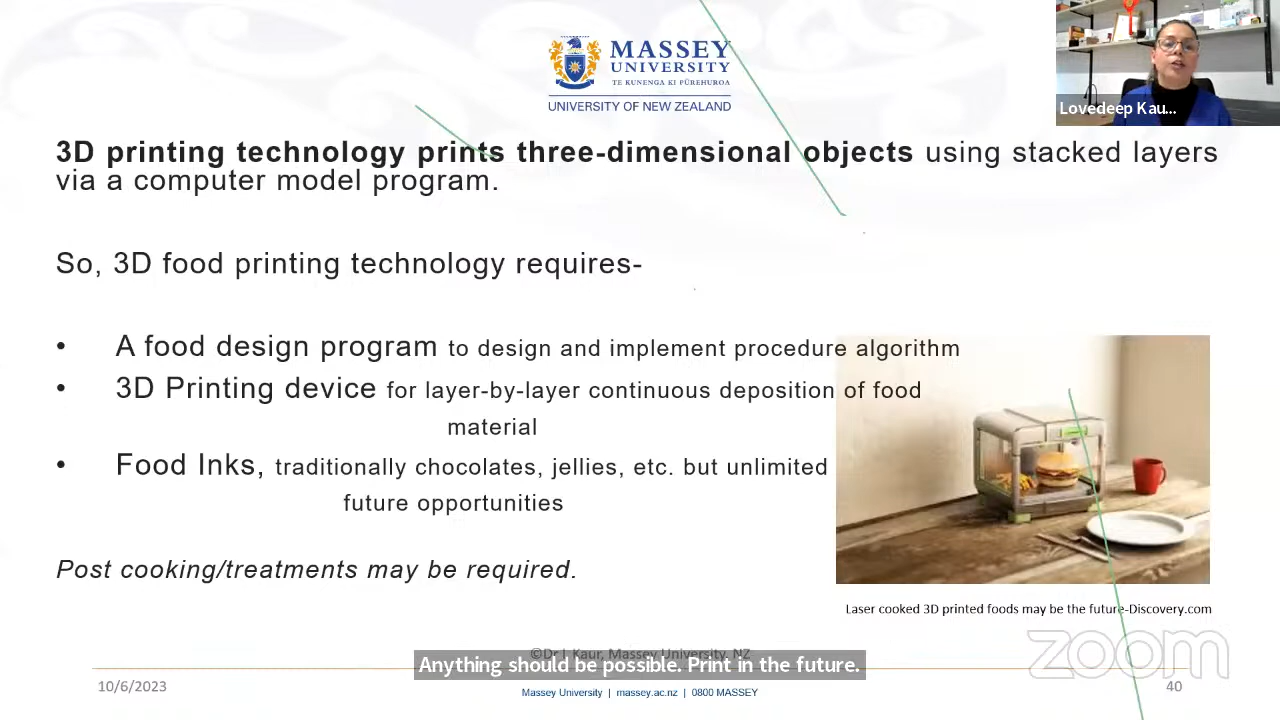 MASSEY
UNIVERSITY
TE KUNENGA KI PŪREHUROA
UNIVERSITY OF NEW ZEALAND
Lovedeep Kau...
3D printing technology prints three-dimensional objects using stacked layers
via a computer model program.
So, 3D food printing technology requires-
• A food design program to design and implement procedure algorithm
• 3D Printing device for layer-by-layer continuous deposition of food
material
• Food Inks, traditionally chocolates, jellies, etc. but unlimited
future opportunities
Post cooking/treatments may be required.
Laser cooked 3D printed foods may be the future-Discovery.com
zoom
©Dr L Kaur, Massey University, NZ
Anything should be possible. Print in the future.
10/6/2023
Massey University | massey.ac.nz | 0800 MASSEY
40